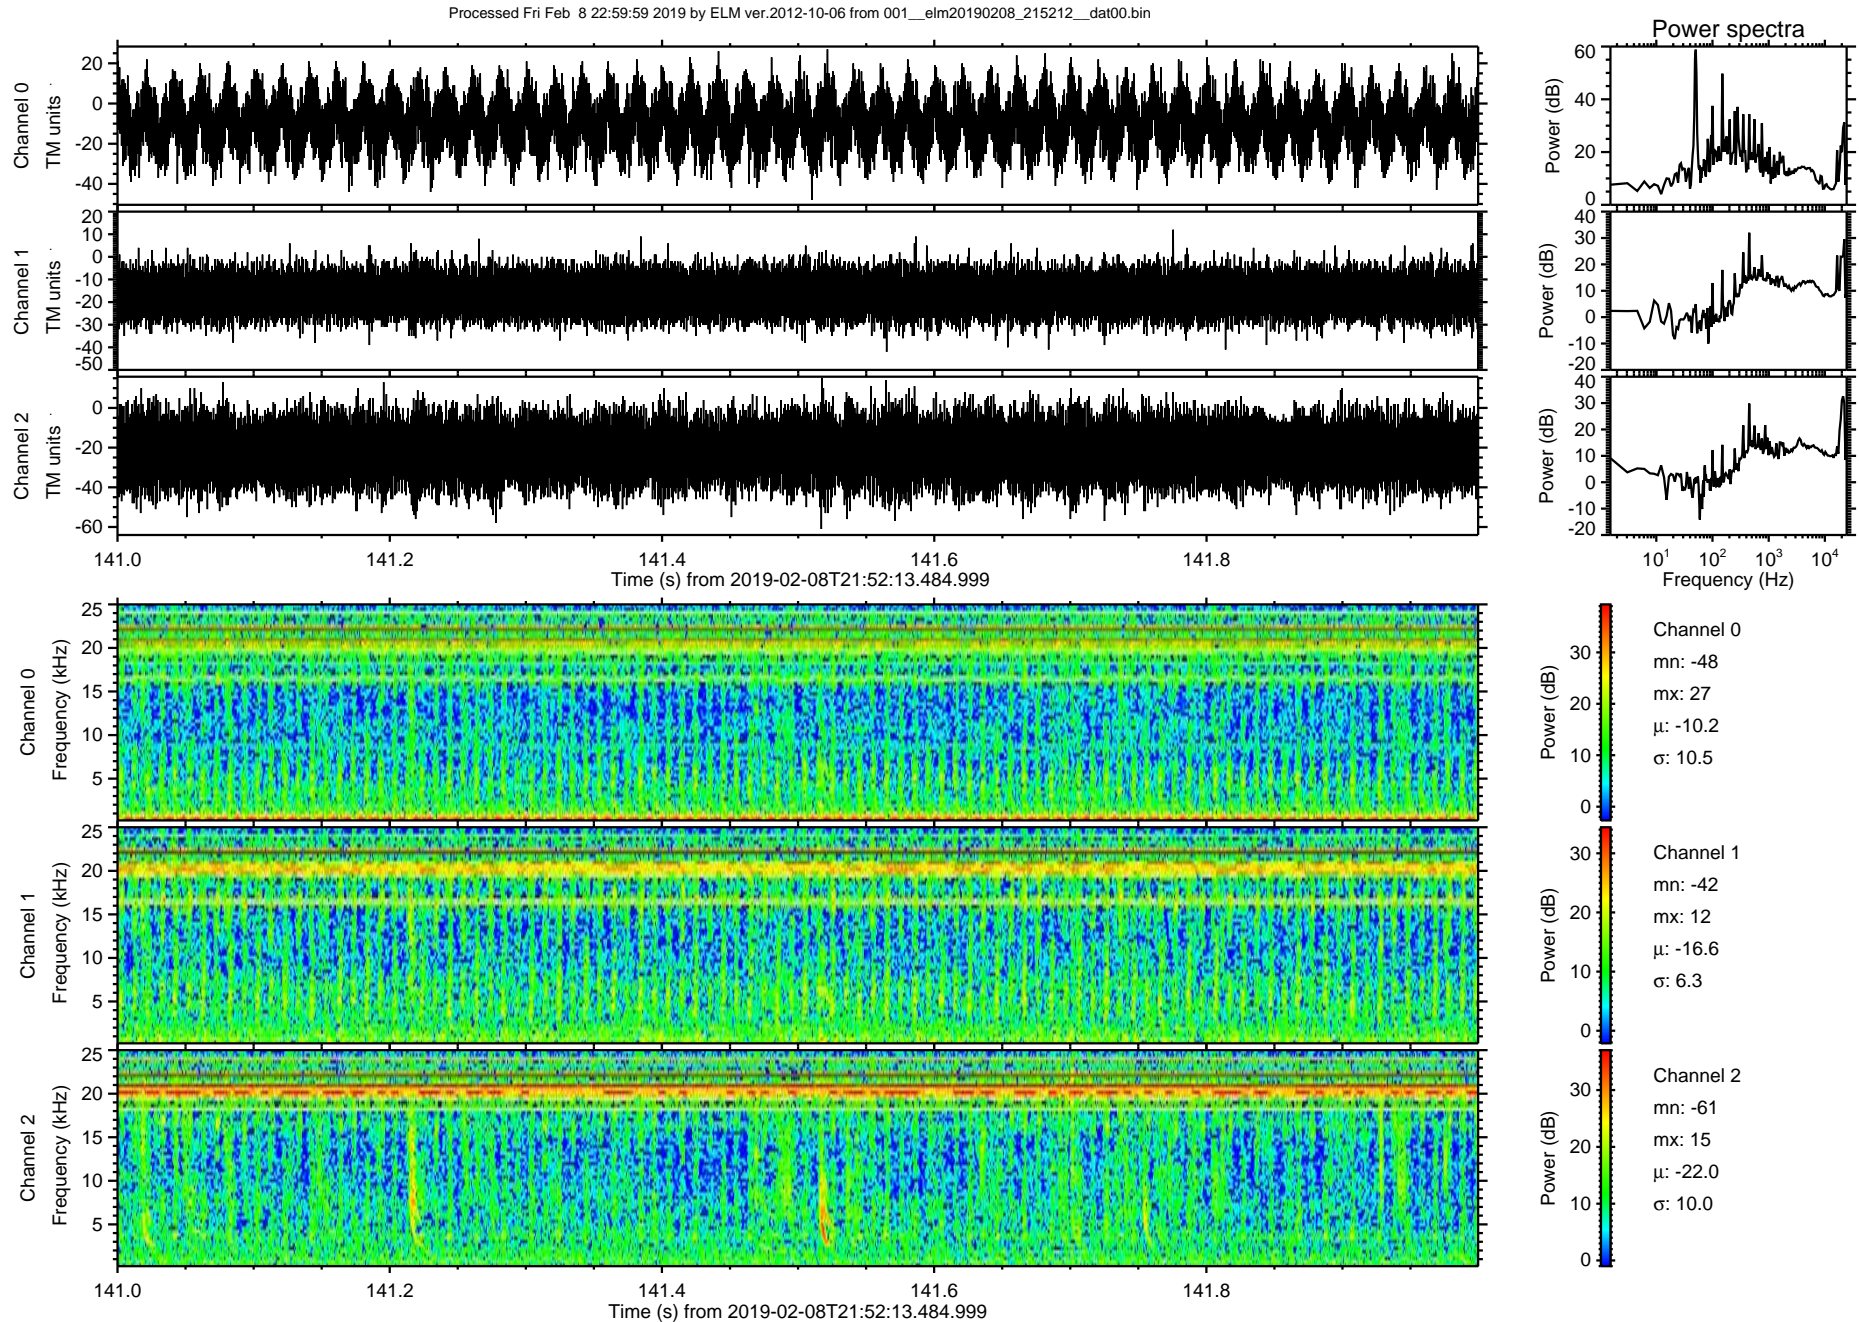 Processed Fri Feb  8 22:59:59 2019 by ELM ver.2012-10-06 from 001__elm20190208_215212__dat00.bin
Power spectra
Channel 0
TM units
20
0
-20
-40
Power (dB)
60
40
20
0
Channel 1
TM units
20
10
0
-10
-20
-30
-40
-50
Power (dB)
40
30
20
10
0
-10
-20
Channel 2
TM units
0
-20
-40
-60
Power (dB)
40
30
20
10
0
-10
-20
141.0 141.2 141.4 141.6 141.8
Time (s) from 2019-02-08T21:52:13.484.999
10^1 10^2 10^3 10^4
Frequency (Hz)
Channel 0
Frequency (kHz)
25
20
15
10
5
Power (dB)
30
20
10
0
Channel 0
mn: -48
mx: 27
μ: -10.2
σ: 10.5
Channel 1
Frequency (kHz)
25
20
15
10
5
Power (dB)
30
20
10
0
Channel 1
mn: -42
mx: 12
μ: -16.6
σ: 6.3
Channel 2
Frequency (kHz)
25
20
15
10
5
Power (dB)
30
20
10
0
Channel 2
mn: -61
mx: 15
μ: -22.0
σ: 10.0
141.0 141.2 141.4 141.6 141.8
Time (s) from 2019-02-08T21:52:13.484.999